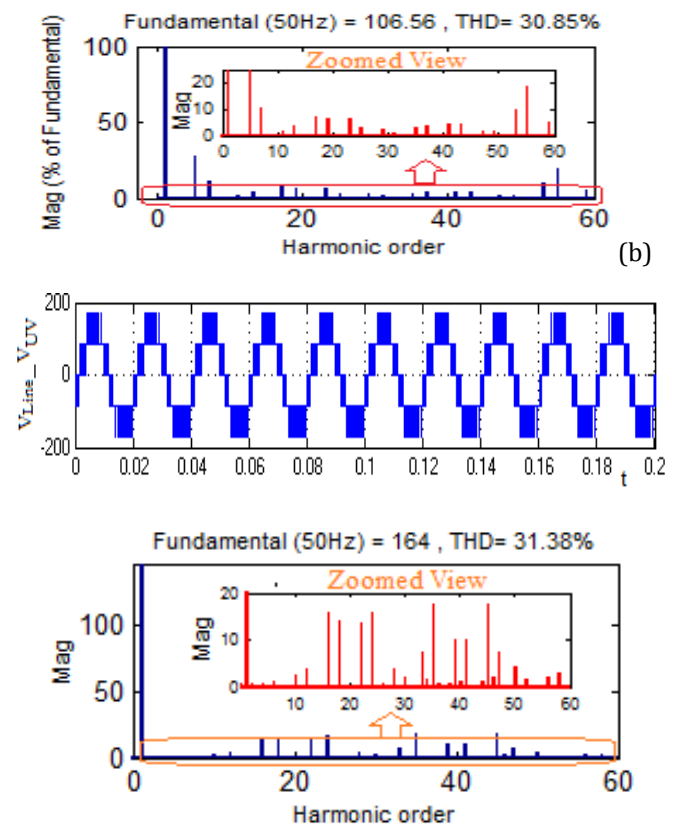 Fundamental (50Hz) = 106.56 , THD= 30.85%
Mag (% of Fundamental)
100
50
0
Zoomed View
Mag
20
10
0
0 10 20 30 40 50 60
0 20 40 60
Harmonic order
(b)
VLine_ VUV
200
0
-200
0 0.02 0.04 0.06 0.08 0.1 0.12 0.14 0.16 0.18 0.2
t
Fundamental (50Hz) = 164 , THD= 31.38%
Mag
100
50
0
Zoomed View
Mag
20
10
0
10 20 30 40 50 60
0 20 40 60
Harmonic order